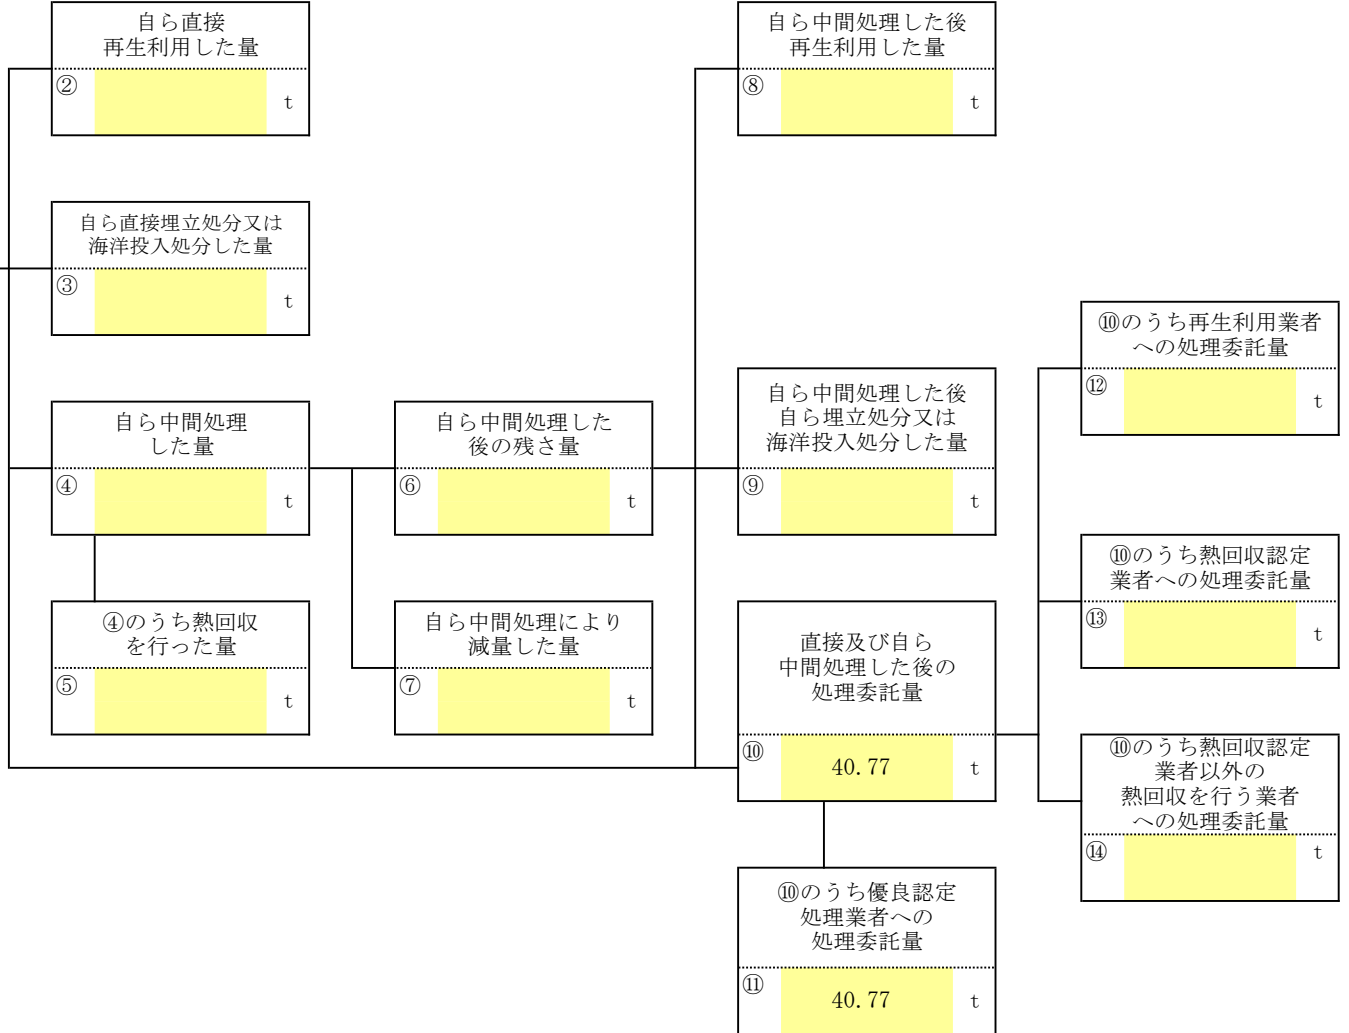 自ら直接
再生利用した量
②
t
自ら中間処理した後
再生利用した量
⑧
t
自ら直接埋立処分又は
海洋投入処分した量
③
t
⑩のうち再生利用業者
への処理委託量
⑫
t
自ら中間処理
した量
④
t
自ら中間処理した
後の残さ量
⑥
t
自ら中間処理した後
自ら埋立処分又は
海洋投入処分した量
⑨
t
⑩のうち熱回収認定
業者への処理委託量
⑬
t
④のうち熱回収
を行った量
⑤
t
自ら中間処理により
減量した量
⑦
t
直接及び自ら
中間処理した後の
処理委託量
⑩
40.77 t
⑩のうち熱回収認定
業者以外の
熱回収を行う業者
への処理委託量
⑭
t
⑩のうち優良認定
処理業者への
処理委託量
⑪
40.77 t